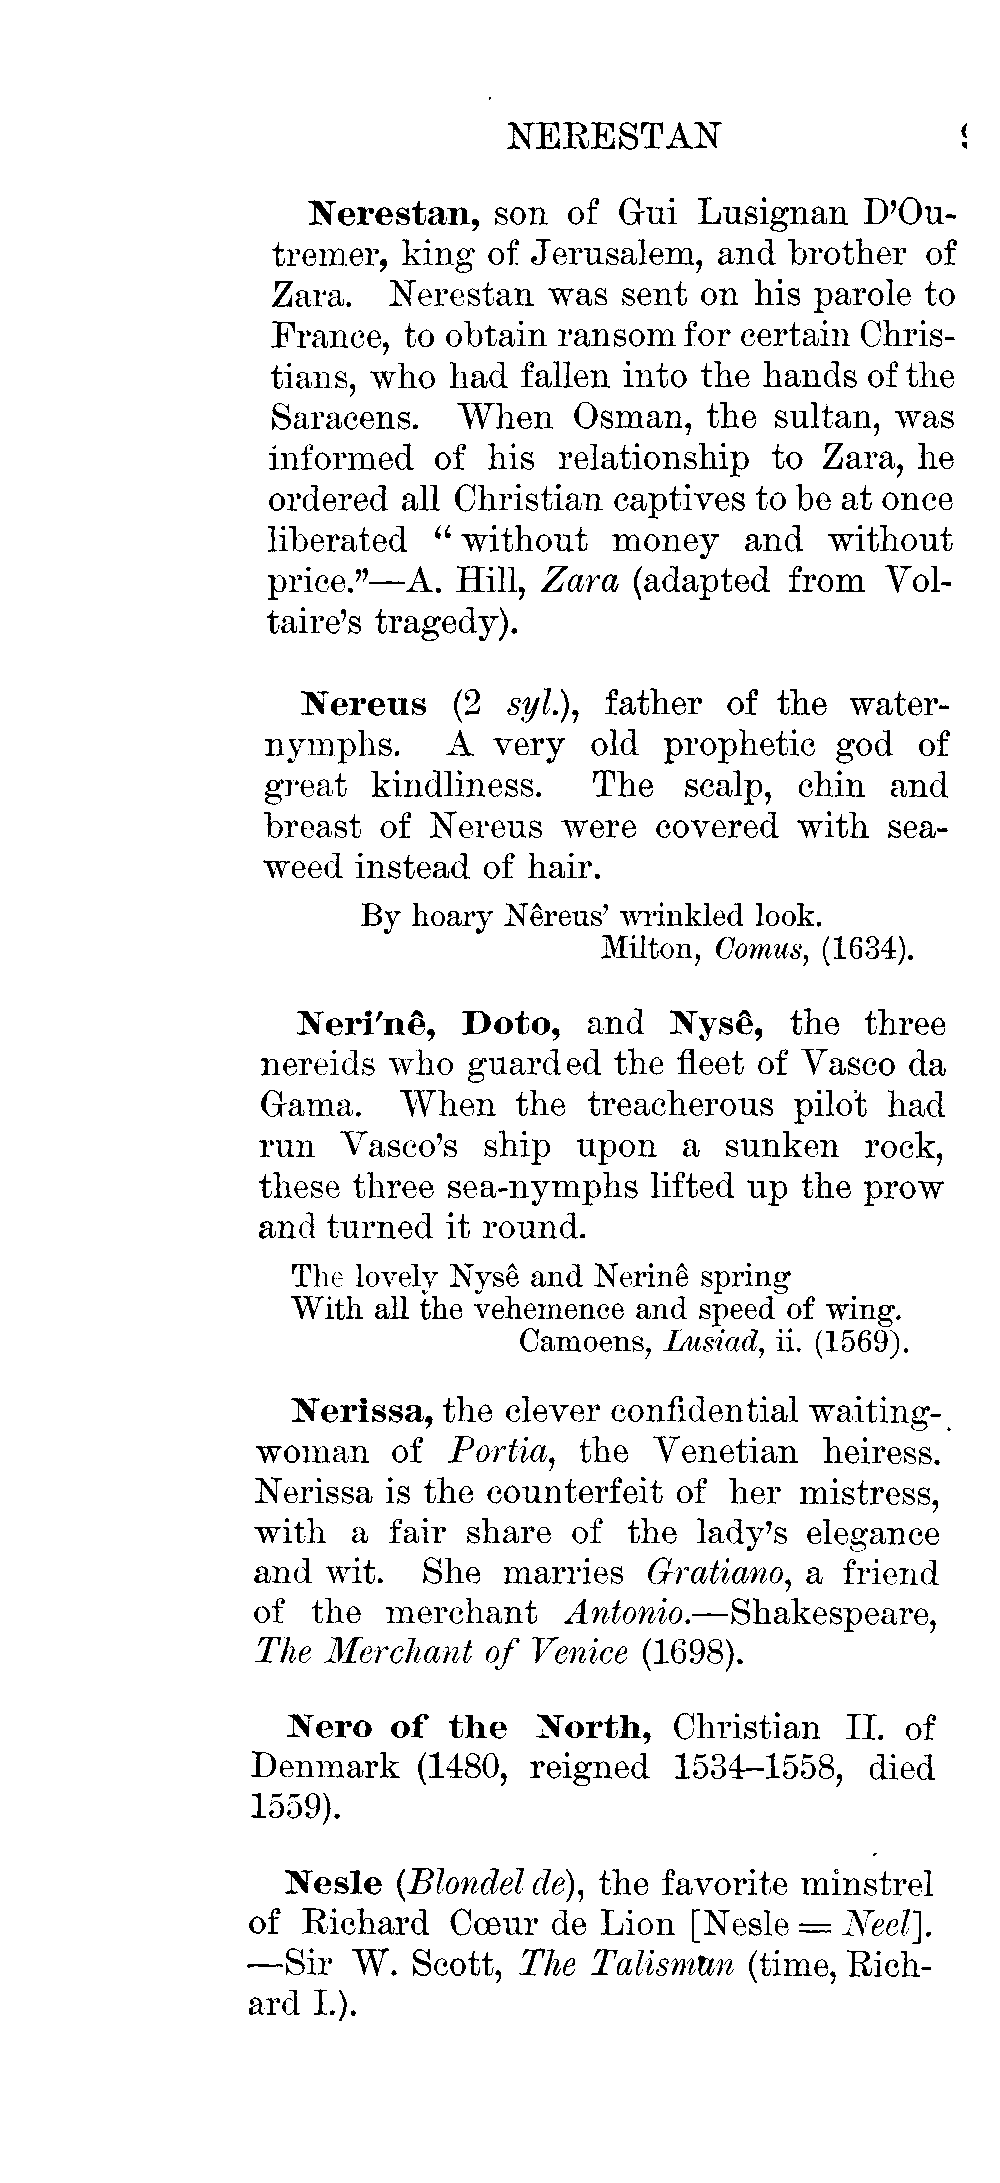 NERESTAN
Nerestan, son of Gui Lusignan D'Ou-
tremer, king of Jerusalem, and brother of
Zara. Nerestan was sent on his parole to
France, to obtain ransom for certain Chris-
tians, who had fallen into the hands of the
Saracens. When Osman, the sultan, was
informed of his relationship to Zara, he
ordered all Christian captives to be at once
liberated “ without money and without
price.”—A. Hill, Zara (adapted from Vol-
taire's tragedy).
Nereus (2 syl.), father of the water-
nymphs. A very old prophetic god of
great kindliness. The scalp, chin and
breast of Nereus were covered with sea-
weed instead of hair.
By hoary Nêreus' wrinkled look.
Milton, Comus, (1634).
Neri'nê, Doto, and Nysê, the three
nereids who guarded the fleet of Vasco da
Gama. When the treacherous pilot had
run Vasco's ship upon a sunken rock,
these three sea-nymphs lifted up the prow
and turned it round.
The lovely Nysê and Nerinê spring
With all the vehemence and speed of wing.
Camoens, Lusiad, ii. (1569).
Nerissa, the clever confidential waiting-
woman of Portia, the Venetian heiress.
Nerissa is the counterfeit of her mistress,
with a fair share of the lady's elegance
and wit. She marries Gratiano, a friend
of the merchant Antonio.—Shakespeare,
The Merchant of Venice (1698).
Nero of the North, Christian II. of
Denmark (1480, reigned 1534–1558, died
1559).
Nesle (Blondel de), the favorite minstrel
of Richard Cœur de Lion [Nesle = Neel].
—Sir W. Scott, The Talisman (time, Rich-
ard I.).